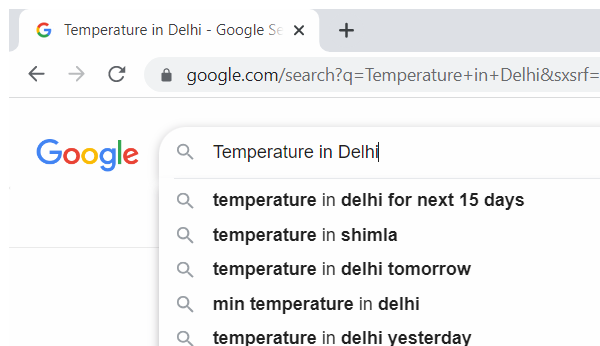 Temperature in Delhi - Google Se
google.com/search?q=Temperature+in+Delhi&sxsrf=
Google
Temperature in Delhi
temperature in delhi for next 15 days
temperature in shimla
temperature in delhi tomorrow
min temperature in delhi
temperature in delhi yesterday